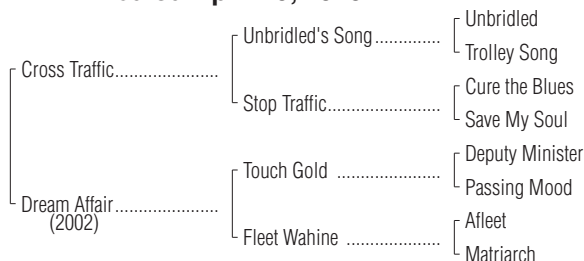 Unbridled
Unbridled's Song
Trolley Song
Cross Traffic
Cure the Blues
Stop Traffic
Save My Soul
Deputy Minister
Touch Gold
Passing Mood
Dream Affair
(2002)
Afleet
Fleet Wahine
Matriarch